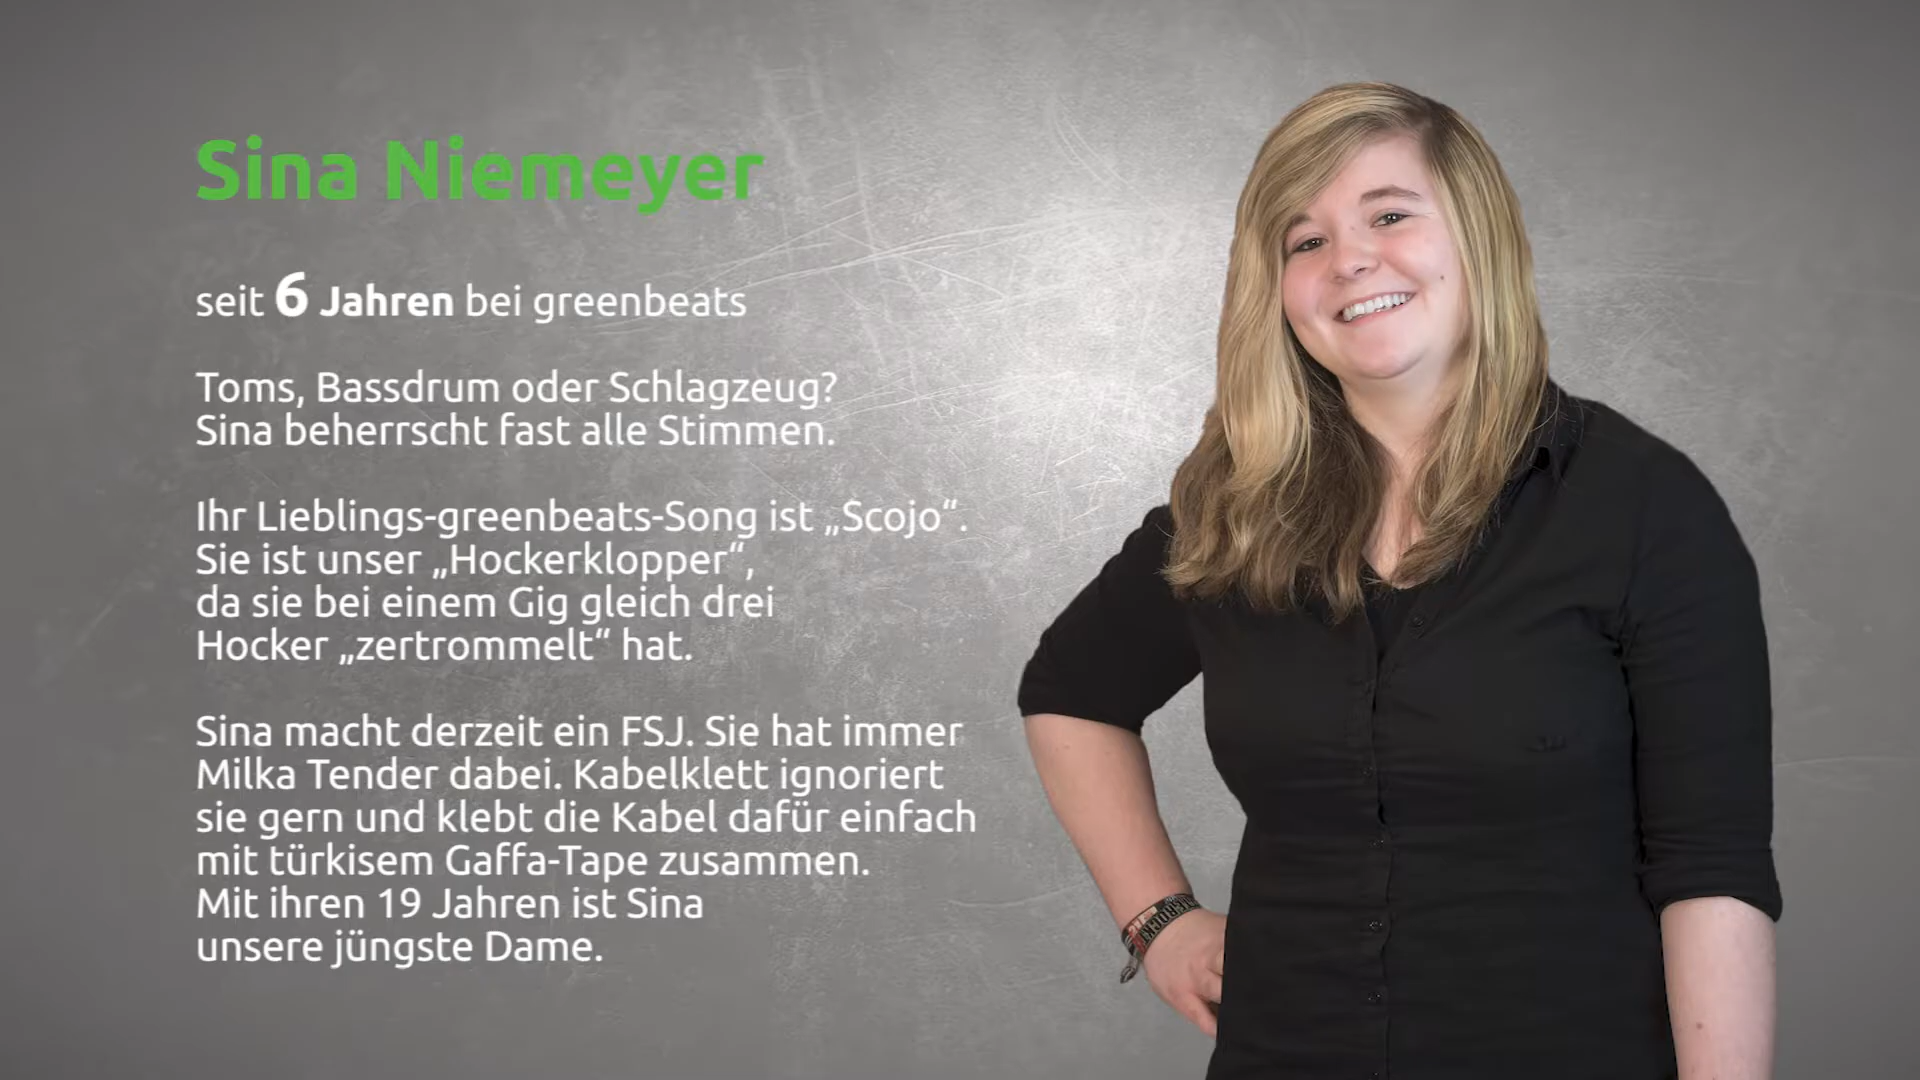 Sina Niemeyer
seit 6 Jahren bei greenbeats
Toms, Bassdrum oder Schlagzeug?
Sina beherrscht fast alle Stimmen.
Ihr Lieblings-greenbeats-Song ist „Scojo“.
Sie ist unser „Hockerklopper“,
da sie bei einem Gig gleich drei
Hocker „zertrommelt“ hat.
Sina macht derzeit ein FSJ. Sie hat immer
Milka Tender dabei. Kabelklett ignoriert
sie gern und klebt die Kabel dafür einfach
mit türkisem Gaffa-Tape zusammen.
Mit ihren 19 Jahren ist Sina
unsere jüngste Dame.